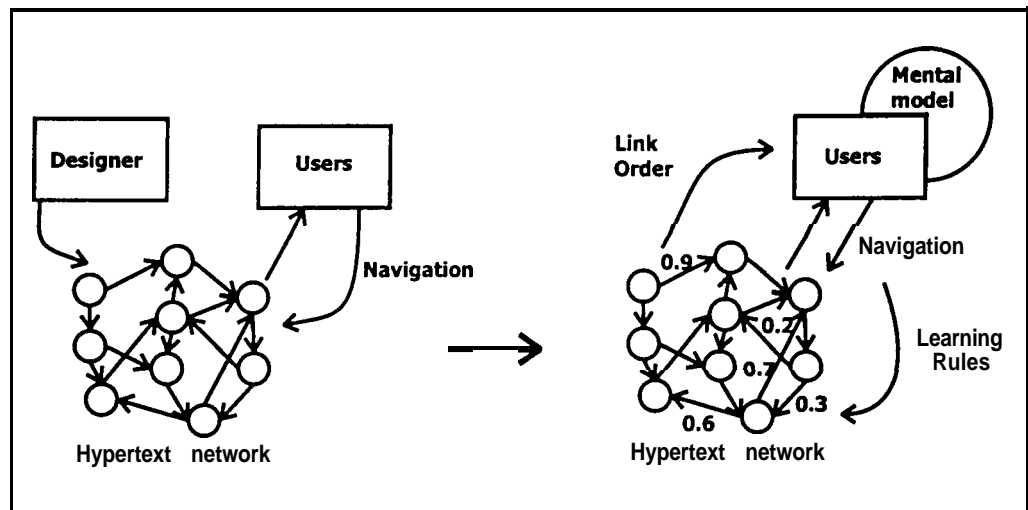 Designer
Users
Navigation
Hypertext network
Mental
model
Users
Link
Order
Navigation
Learning
Rules
0.9
0.2
0.7
0.3
0.6
Hypertext network